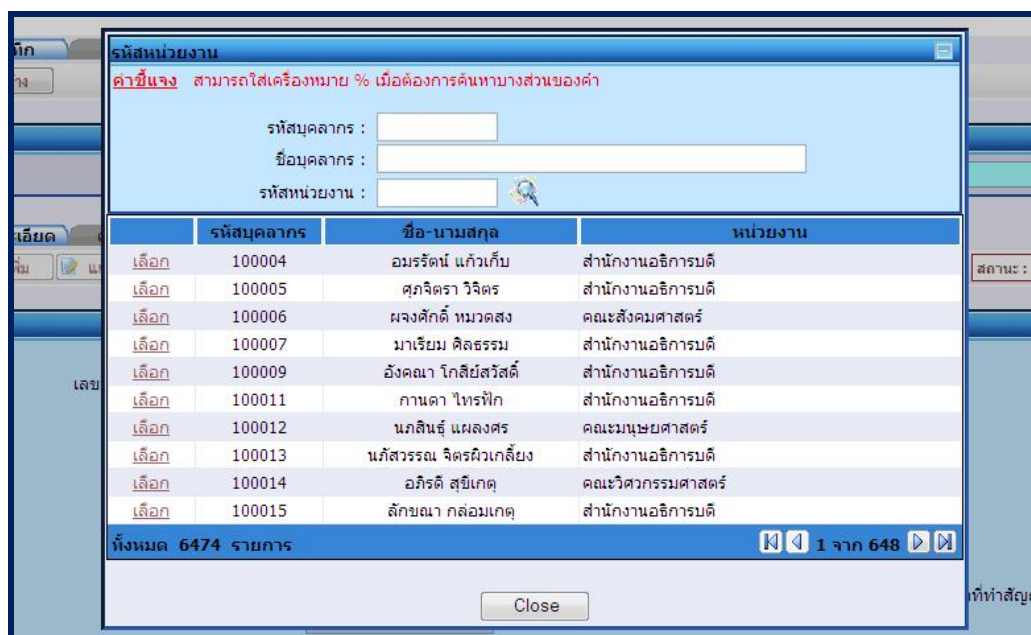 รหัสหน่วยงาน
คำชี้แจง สามารถใส่เครื่องหมาย % เมื่อต้องการค้นหาบางส่วนของคำ
รหัสบุคลากร :
ชื่อบุคลากร :
รหัสหน่วยงาน :
รหัสบุคลากร ชื่อ-นามสกุล หน่วยงาน
เลือก 100004 อมรรัตน์ แก้วเก็บ สำนักงานอธิการบดี
เลือก 100005 ศุภจิตรา วิจิตร สำนักงานอธิการบดี
เลือก 100006 ผจงศักดิ์ หมวดสง คณะสังคมศาสตร์
เลือก 100007 มาเรียม ศิลธรรม สำนักงานอธิการบดี
เลือก 100009 อังคณา โกสีย์สวัสดิ์ สำนักงานอธิการบดี
เลือก 100011 กานดา ไทรฟัก สำนักงานอธิการบดี
เลือก 100012 นภสินธุ์ แผลงศร คณะมนุษยศาสตร์
เลือก 100013 นภัสวรรณ จิตรผิวเกลี้ยง สำนักงานอธิการบดี
เลือก 100014 อภิรดี สุขีเกตุ คณะวิศวกรรมศาสตร์
เลือก 100015 ลักขณา กล่อมเกตุ สำนักงานอธิการบดี
ทั้งหมด 6474 รายการ 1 จาก 648
Close
สถานะ :
เลข